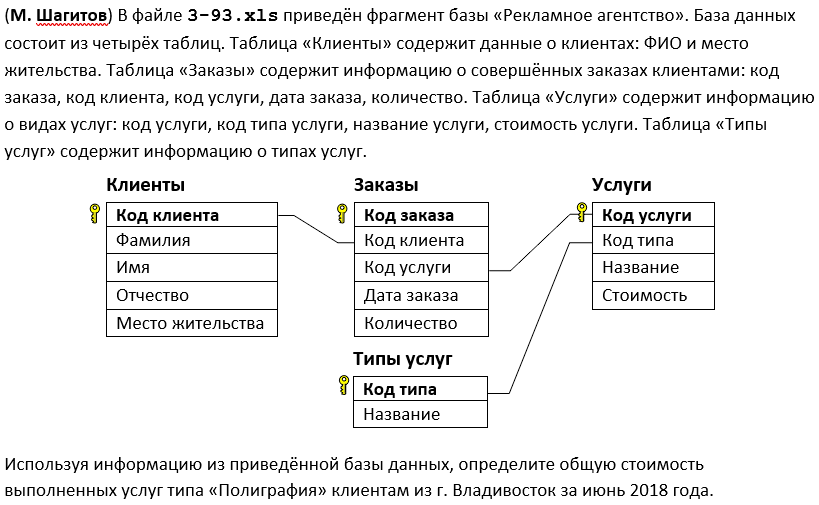 (М. Шагитов) В файле 3-93.xls приведён фрагмент базы «Рекламное агентство». База данных
состоит из четырёх таблиц. Таблица «Клиенты» содержит данные о клиентах: ФИО и место
жительства. Таблица «Заказы» содержит информацию о совершённых заказах клиентами: код
заказа, код клиента, код услуги, дата заказа, количество. Таблица «Услуги» содержит информацию
о видах услуг: код услуги, код типа услуги, название услуги, стоимость услуги. Таблица «Типы
услуг» содержит информацию о типах услуг.
Клиенты
Код клиента
Фамилия
Имя
Отчество
Место жительства
Заказы
Код заказа
Код клиента
Код услуги
Дата заказа
Количество
Услуги
Код услуги
Код типа
Название
Стоимость
Типы услуг
Код типа
Название
Используя информацию из приведённой базы данных, определите общую стоимость
выполненных услуг типа «Полиграфия» клиентам из г. Владивосток за июнь 2018 года.